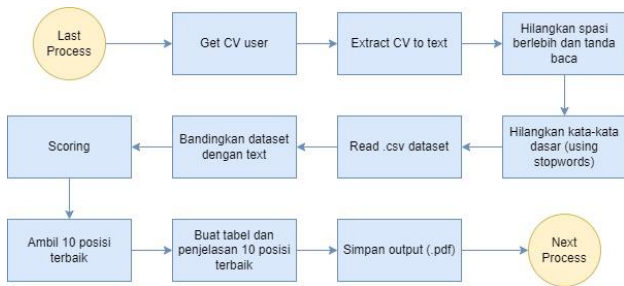 Last
Process
Get CV user
Extract CV to text
Hilangkan spasi
berlebih dan tanda
baca
Hilangkan kata-kata
dasar (using
stopwords)
Read .csv dataset
Bandingkan dataset
dengan text
Scoring
Ambil 10 posisi
terbaik
Buat tabel dan
penjelasan 10 posisi
terbaik
Simpan output (.pdf)
Next
Process